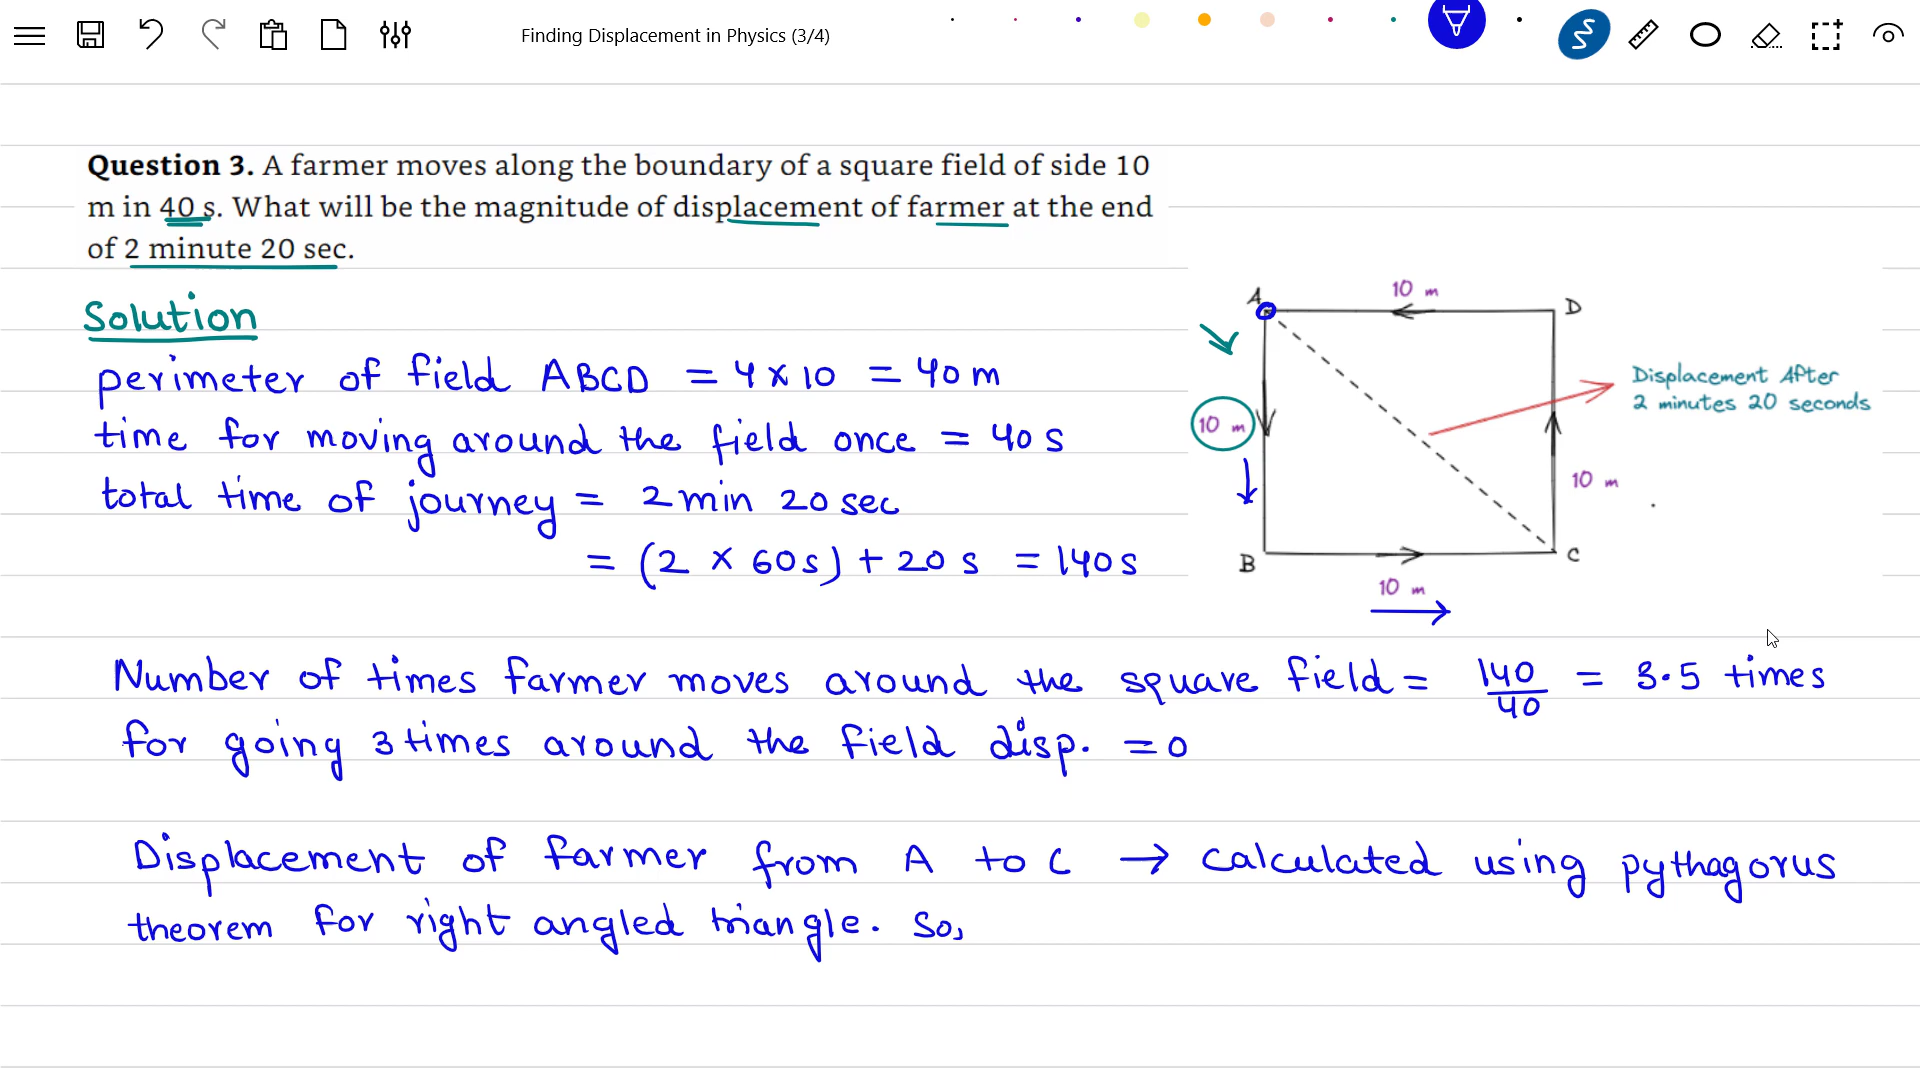 Finding Displacement in Physics (3/4)
Question 3. A farmer moves along the boundary of a square field of side 10
m in 40 s. What will be the magnitude of displacement of farmer at the end
of 2 minute 20 sec.
Solution
perimeter of field ABCD = 4 × 10 = 40 m
time for moving around the field once = 40 s
total time of journey = 2 min 20 sec
= (2 × 60s) + 20 s = 140 s
A
10 m
D
10 m
Displacement After
2 minutes 20 seconds
10 m
B
C
10 m
Number of times farmer moves around the square field = 140/40 = 3.5 times
for going 3 times around the field disp. = 0
Displacement of farmer from A to C → calculated using pythagorus
theorem for right angled triangle. So,